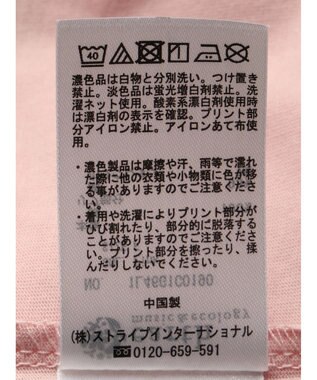 40
濃色品は白物と分別洗い。つけ置き
禁止。淡色品は蛍光増白剤禁止。洗
濯ネット使用。酸素系漂白剤使用時
は漂白剤の表示を確認。プリント部
分アイロン禁止。アイロンあて布使
用。
・濃色製品は摩擦や汗、雨等で濡れ
た際に他の衣類や小物類に色が移
る事がありますのでご注意くださ
い。
・着用や洗濯によりプリント部分が
ひび割れたり、部分的に脱落する
ことがありますのでご注意くださ
い。プリント部分を擦ったり、揉
んだりしないでください。
中国製
(株)ストライプインターナショナル
0120-659-591